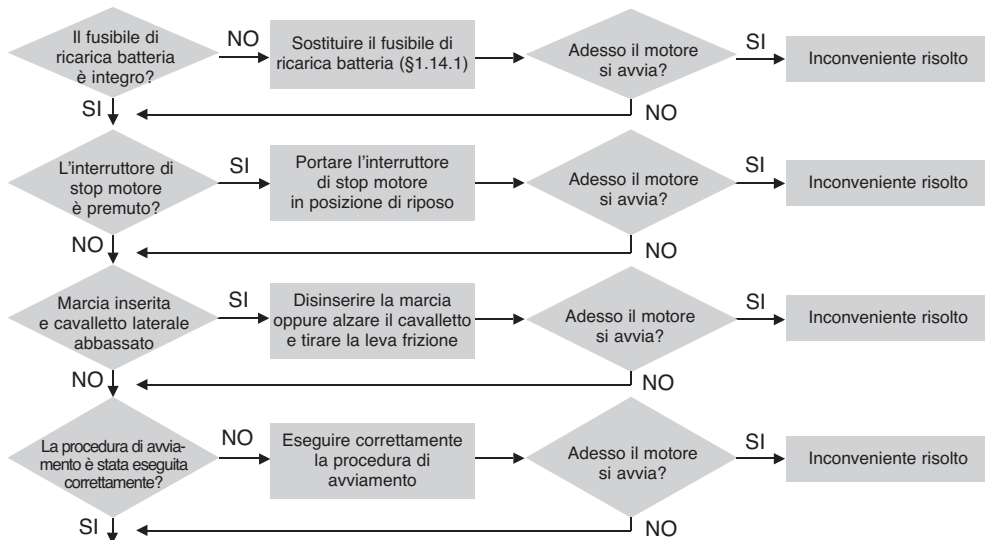 Il fusibile di
ricarica batteria
è integro?
NO
Sostituire il fusibile di
ricarica batteria (§1.14.1)
Adesso il motore
si avvia?
SI
Inconveniente risolto
SI
NO
L'interruttore di
stop motore
è premuto?
SI
Portare l'interruttore
di stop motore
in posizione di riposo
Adesso il motore
si avvia?
SI
Inconveniente risolto
NO
NO
Marcia inserita
e cavalletto laterale
abbassato
SI
Disinserire la marcia
oppure alzare il cavalletto
e tirare la leva frizione
Adesso il motore
si avvia?
SI
Inconveniente risolto
NO
NO
La procedura di avvia-
mento è stata eseguita
correttamente?
NO
Eseguire correttamente
la procedura di
avviamento
Adesso il motore
si avvia?
SI
Inconveniente risolto
SI
NO